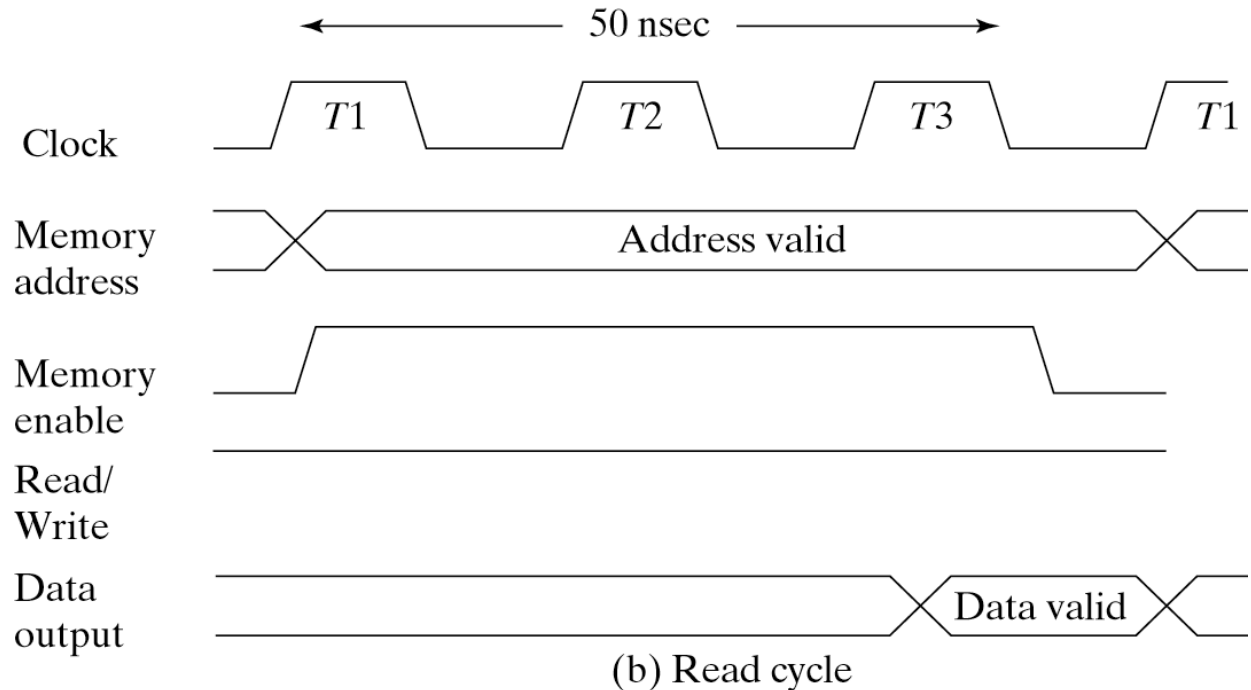 50 nsec
T1 T2 T3 T1
Clock
Memory
address
Address valid
Memory
enable
Read/
Write
Data
output
Data valid
(b) Read cycle